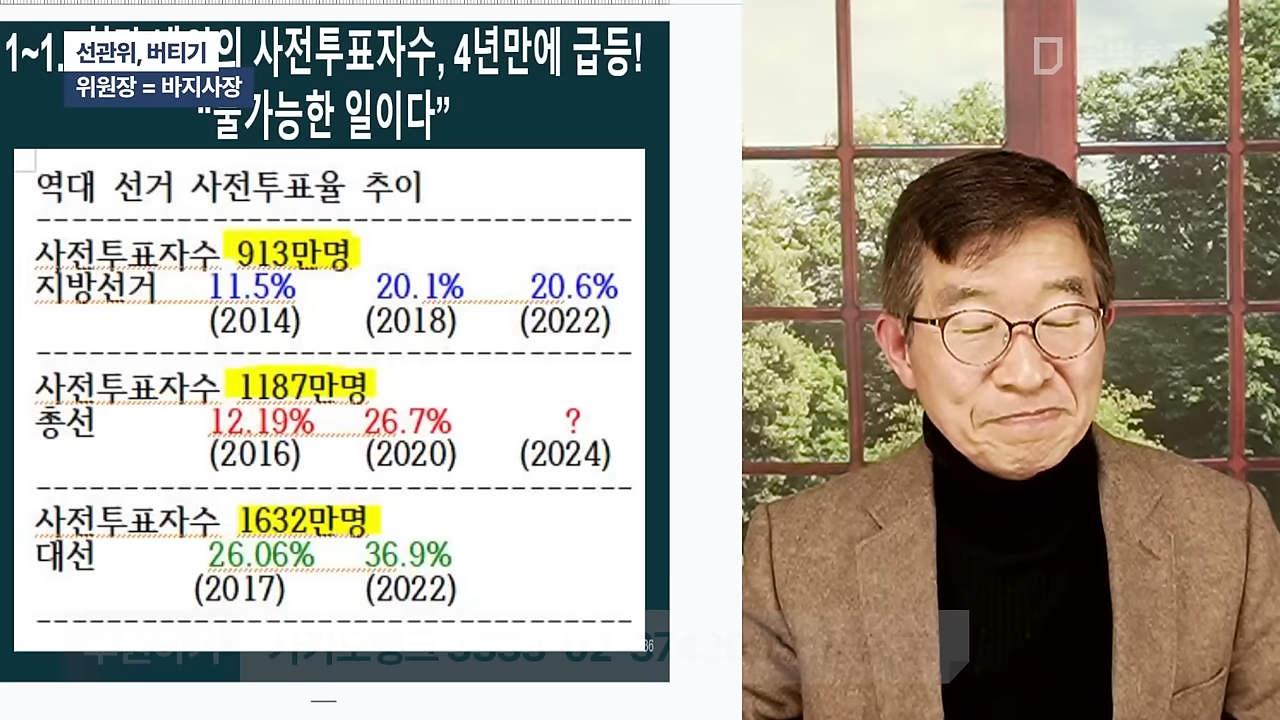 의 사전투표자수, 4년만에 급등!
선관위, 버티기
위원장 = 바지사장
"불가능한 일이다"
역대 선거 사전투표율 추이
사전투표자수 913만명
지방선거 11.5% 20.1% 20.6%
(2014) (2018) (2022)
사전투표자수 1187만명
총선 12.19% 26.7% ?
(2016) (2020) (2024)
사전투표자수 1632만명
대선 26.06% 36.9%
(2017) (2022)
36